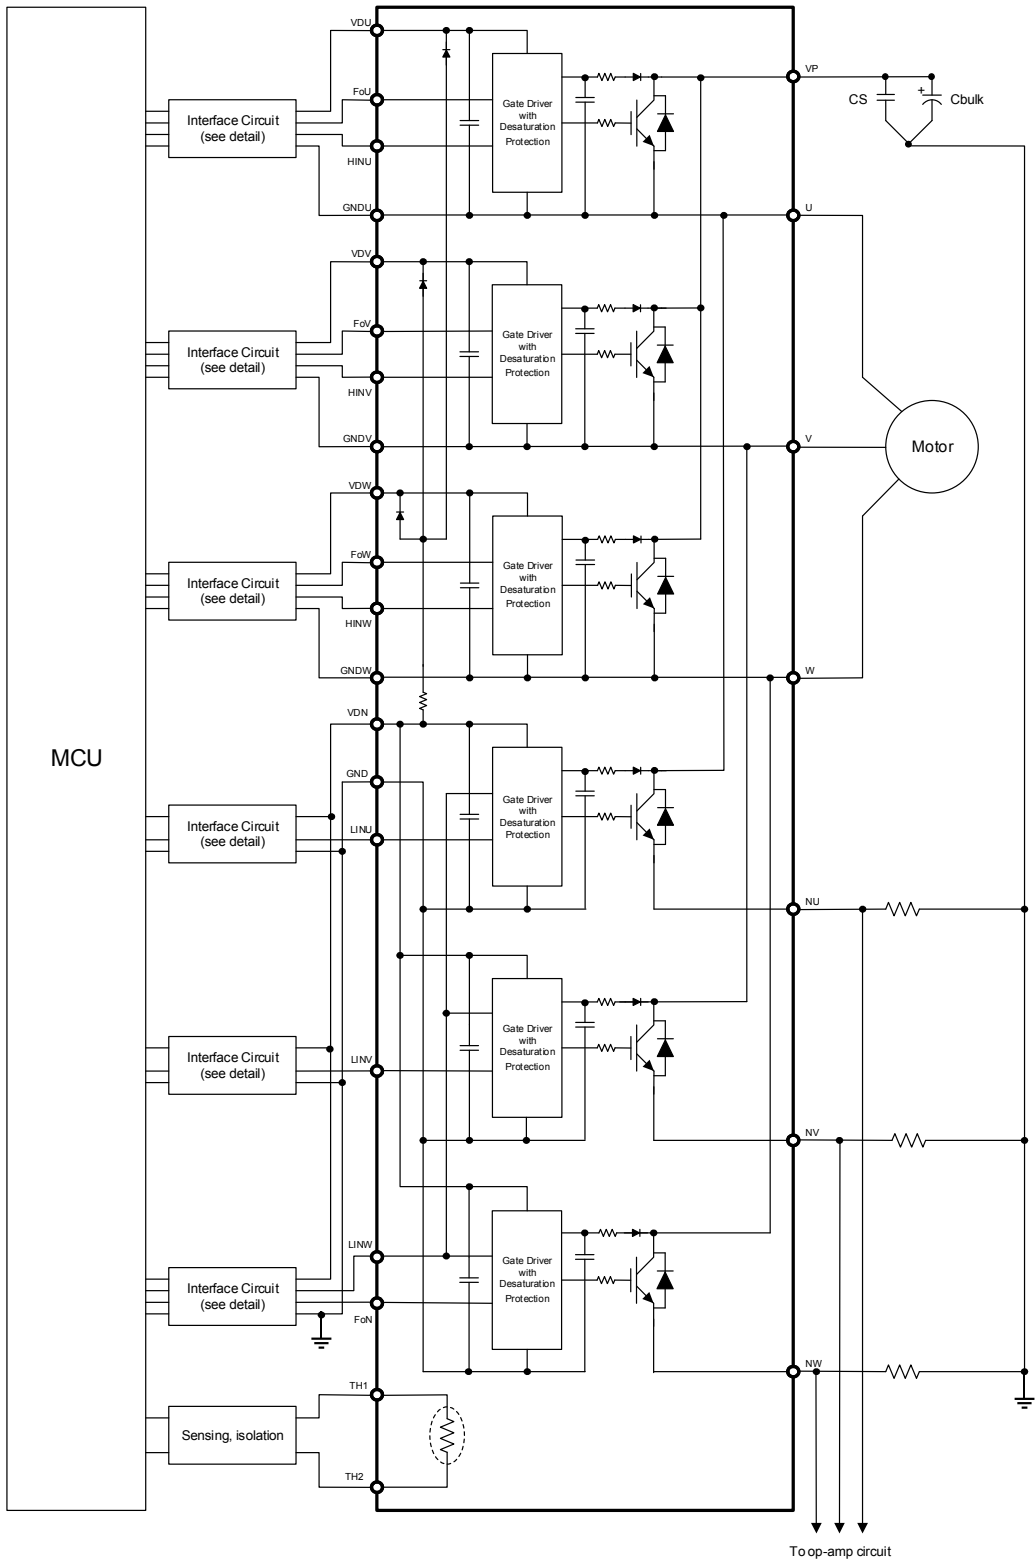 VDU
FoU
HINU
GNDU
Interface Circuit
(see detail)
Gate Driver
with
Desaturation
Protection
VP
CS
+
Cbulk
U
VDV
FoV
HINV
GNDV
Interface Circuit
(see detail)
Gate Driver
with
Desaturation
Protection
V
Motor
VDW
FoW
HINW
GNDW
Interface Circuit
(see detail)
Gate Driver
with
Desaturation
Protection
W
MCU
VDN
GND
LINU
Interface Circuit
(see detail)
Gate Driver
with
Desaturation
Protection
NU
Interface Circuit
(see detail)
LINV
Gate Driver
with
Desaturation
Protection
NV
LINW
Interface Circuit
(see detail)
FoN
Gate Driver
with
Desaturation
Protection
NW
TH1
Sensing, isolation
TH2
To op-amp circuit